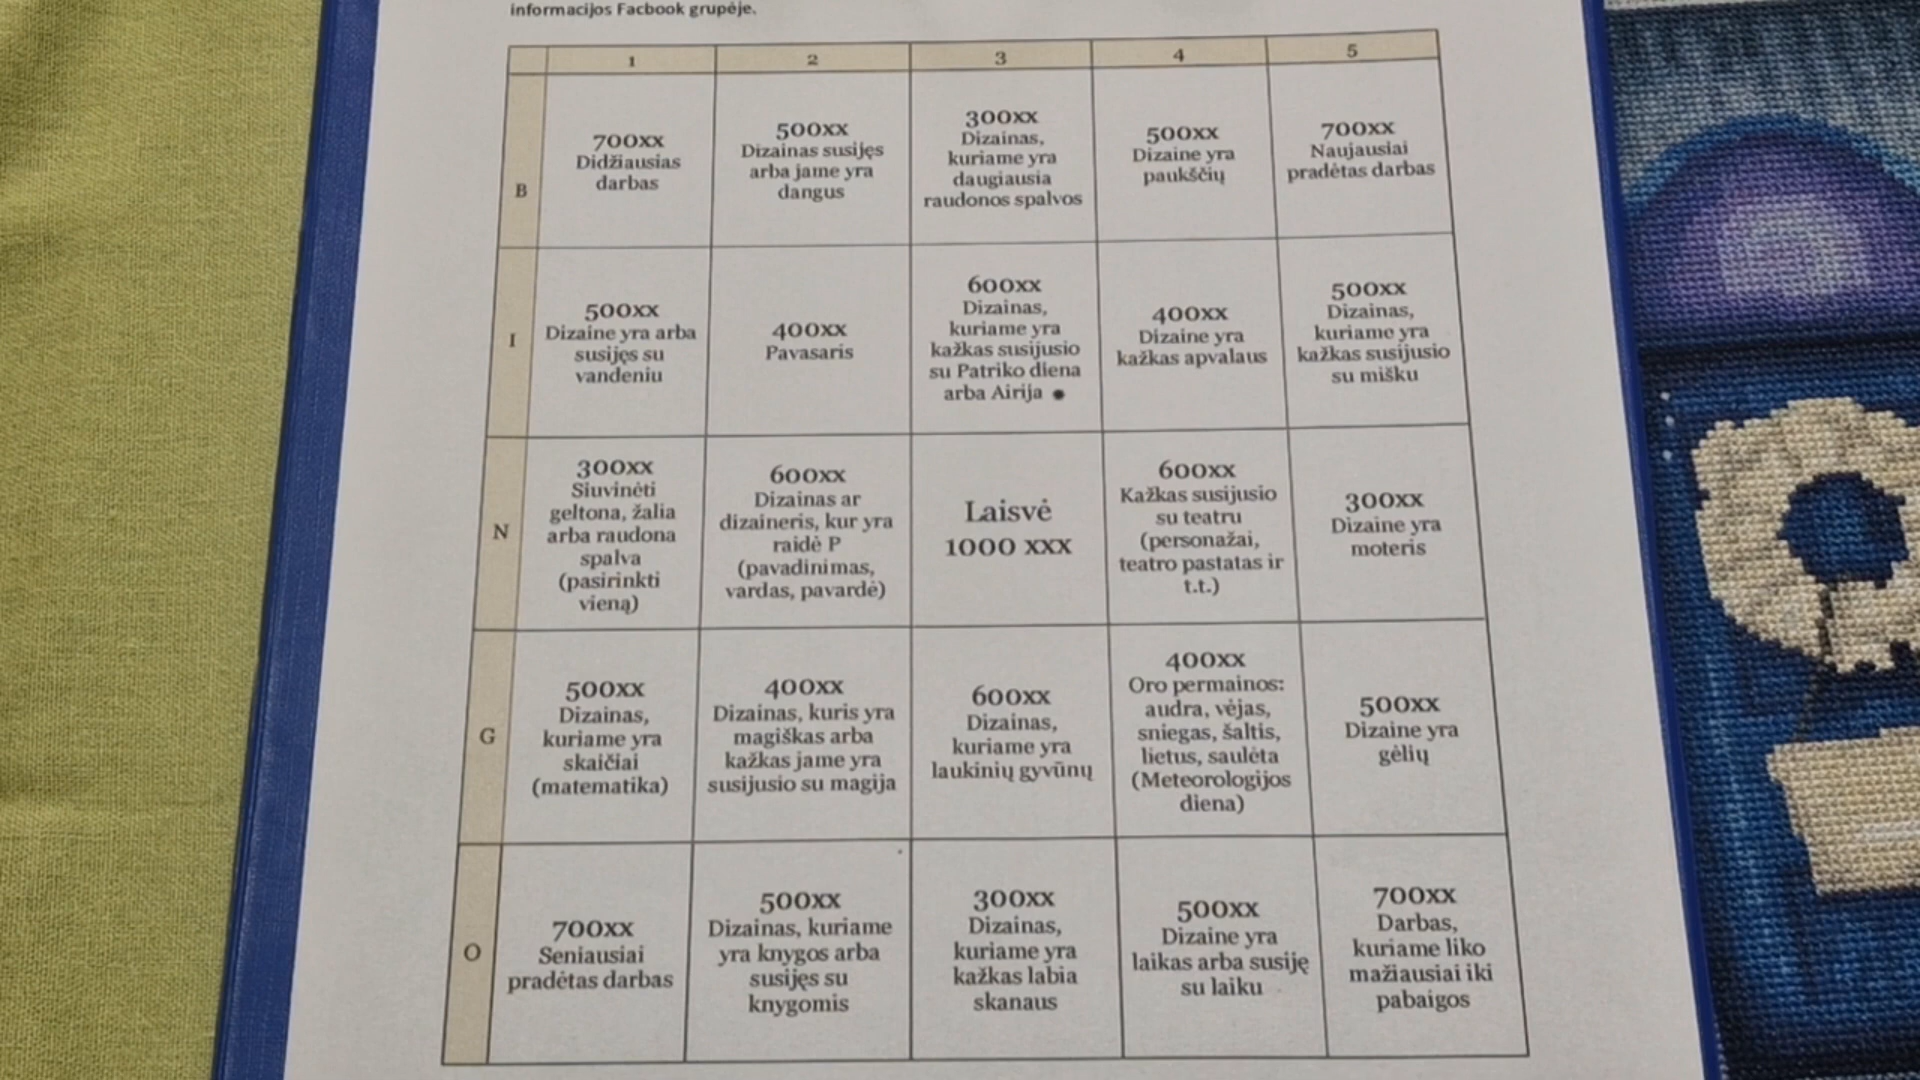 informacijos Facbook grupėje.
1 2 3 4 5
B
700xx
Didžiausias
darbas
500xx
Dizainas susijęs
arba jame yra
dangus
300xx
Dizainas,
kuriame yra
daugiausia
raudonos spalvos
500xx
Dizaine yra
paukščių
700xx
Naujausiai
pradėtas darbas
I
500xx
Dizaine yra arba
susijęs su
vandeniu
400xx
Pavasaris
600xx
Dizainas,
kuriame yra
kažkas susijusio
su Patriko diena
arba Airija
400xx
Dizaine yra
kažkas apvalaus
500xx
Dizainas,
kuriame yra
kažkas susijusio
su mišku
N
300xx
Siuvinėti
geltona, žalia
arba raudona
spalva
(pasirinkti
vieną)
600xx
Dizainas ar
dizaineris, kur yra
raidė P
(pavadinimas,
vardas, pavardė)
Laisvė
1000 xxx
600xx
Kažkas susijusio
su teatru
(personažai,
teatro pastatas ir
t.t.)
300xx
Dizaine yra
moteris
G
500xx
Dizainas,
kuriame yra
skaičiai
(matematika)
400xx
Dizainas, kuris yra
magiškas arba
kažkas jame yra
susijusio su magija
600xx
Dizainas,
kuriame yra
laukinių gyvūnų
400xx
Oro permainos:
audra, vėjas,
sniegas, šaltis,
lietus, saulėta
(Meteorologijos
diena)
500xx
Dizaine yra
gėlių
O
700xx
Seniausiai
pradėtas darbas
500xx
Dizainas, kuriame
yra knygos arba
susijęs su
knygomis
300xx
Dizainas,
kuriame yra
kažkas labia
skanaus
500xx
Dizaine yra
laikas arba susiję
su laiku
700xx
Darbas,
kuriame liko
mažiausiai iki
pabaigos